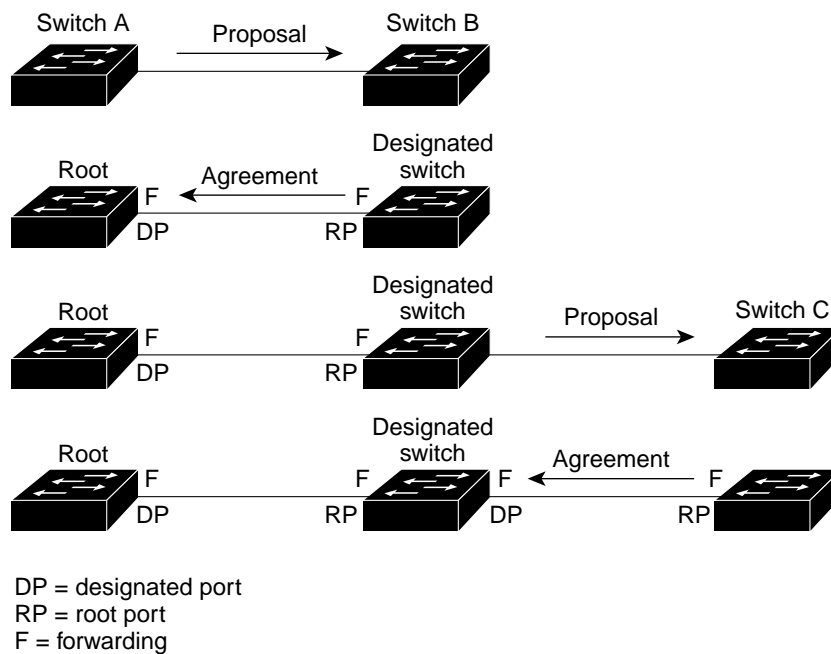 Switch A
Proposal
Switch B
Root
F
Agreement
F
Designated
switch
DP
RP
Root
F
F
Designated
switch
Proposal
Switch C
DP
RP
Root
F
F
Designated
switch
F
Agreement
F
DP
RP
DP
RP
DP = designated port
RP = root port
F = forwarding